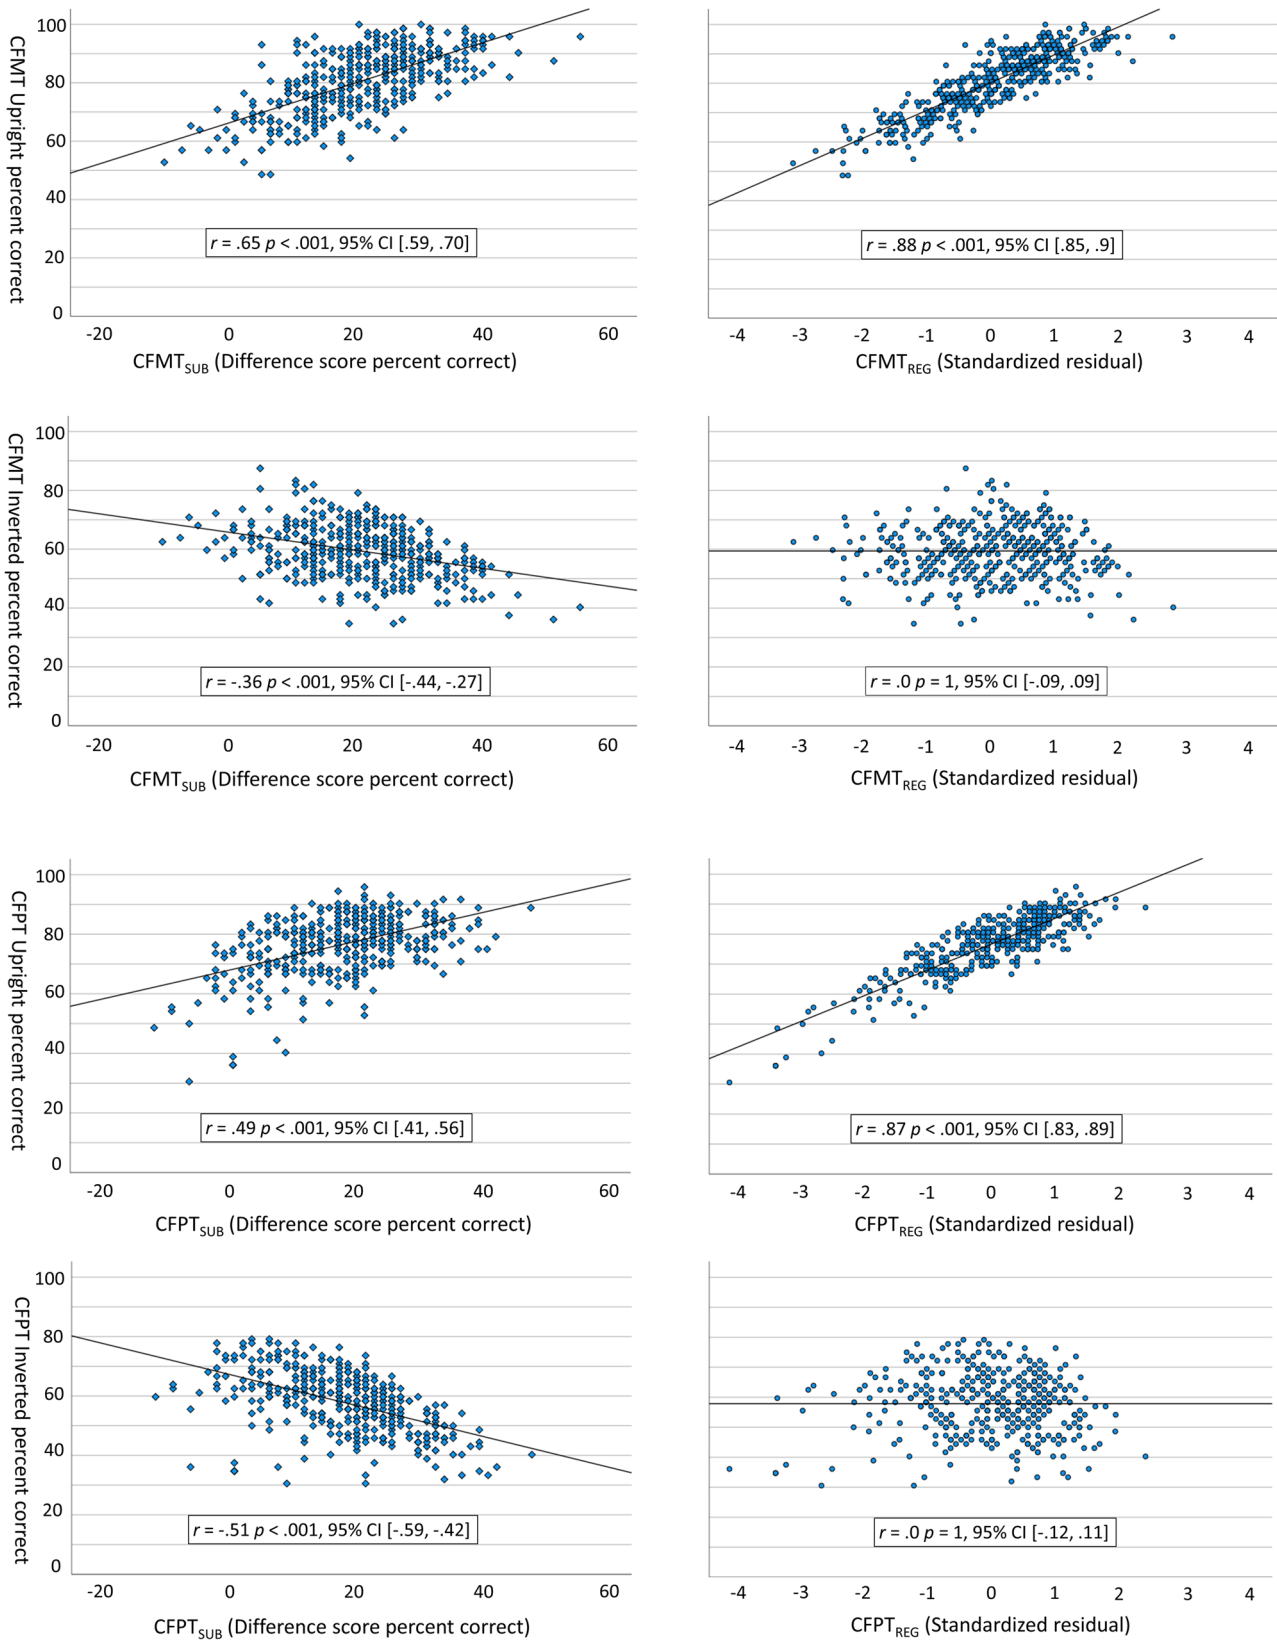 CFMT Upright percent correct
100
80
60
40
20
0
r = .65 p < .001, 95% CI [.59, .70]
-20 0 20 40 60
CFMTSUB (Difference score percent correct)
r = .88 p < .001, 95% CI [.85, .9]
-4 -3 -2 -1 0 1 2 3 4
CFMTREG (Standardized residual)
CFMT Inverted percent correct
100
80
60
40
20
0
r = -.36 p < .001, 95% CI [-.44, -.27]
-20 0 20 40 60
CFMTSUB (Difference score percent correct)
r = .0 p = 1, 95% CI [-.09, .09]
-4 -3 -2 -1 0 1 2 3 4
CFMTREG (Standardized residual)
CFPT Upright percent correct
100
80
60
40
20
0
r = .49 p < .001, 95% CI [.41, .56]
-20 0 20 40 60
CFPTSUB (Difference score percent correct)
r = .87 p < .001, 95% CI [.83, .89]
-4 -3 -2 -1 0 1 2 3 4
CFPTREG (Standardized residual)
CFPT Inverted percent correct
100
80
60
40
20
0
r = -.51 p < .001, 95% CI [-.59, -.42]
-20 0 20 40 60
CFPTSUB (Difference score percent correct)
r = .0 p = 1, 95% CI [-.12, .11]
-4 -3 -2 -1 0 1 2 3 4
CFPTREG (Standardized residual)